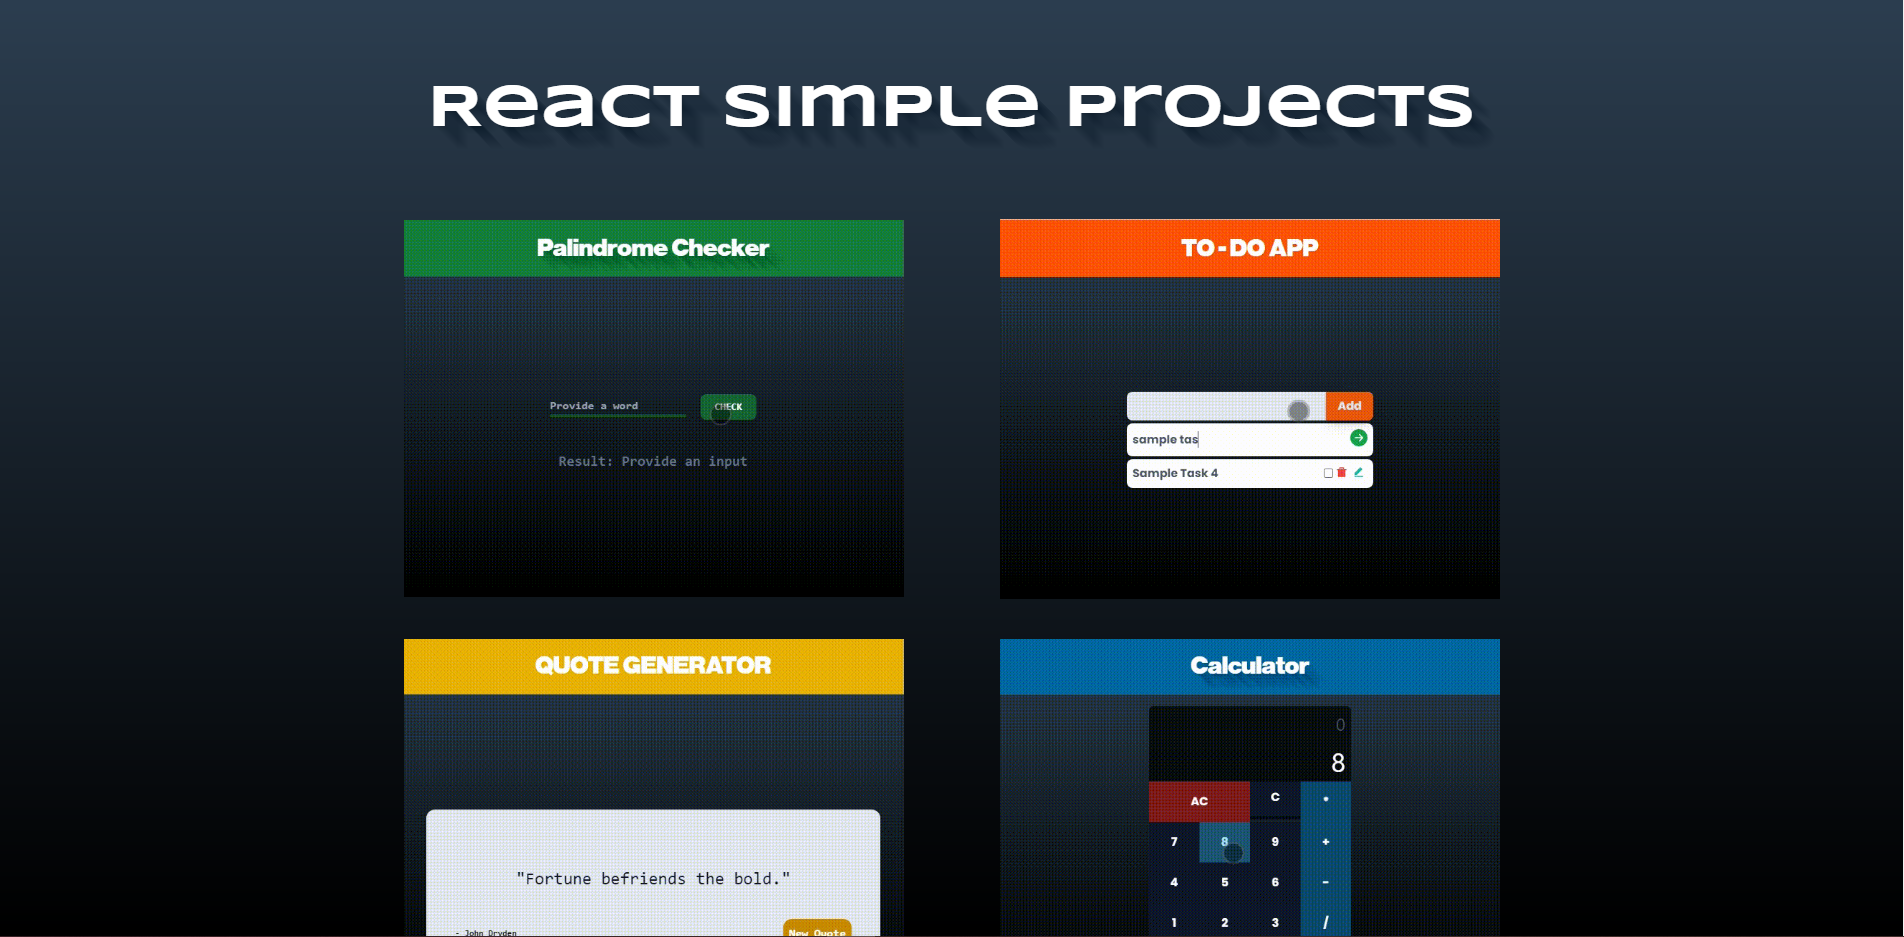 React Simple Projects
Palindrome Checker
Provide a word
CHECK
Result: Provide an input
TO - DO APP
Add
sample tas
Sample Task 4
QUOTE GENERATOR
"Fortune befriends the bold."
- John Dryden
New Quote
Calculator
0
8
AC
C
*
7
8
9
+
4
5
6
-
1
2
3
/